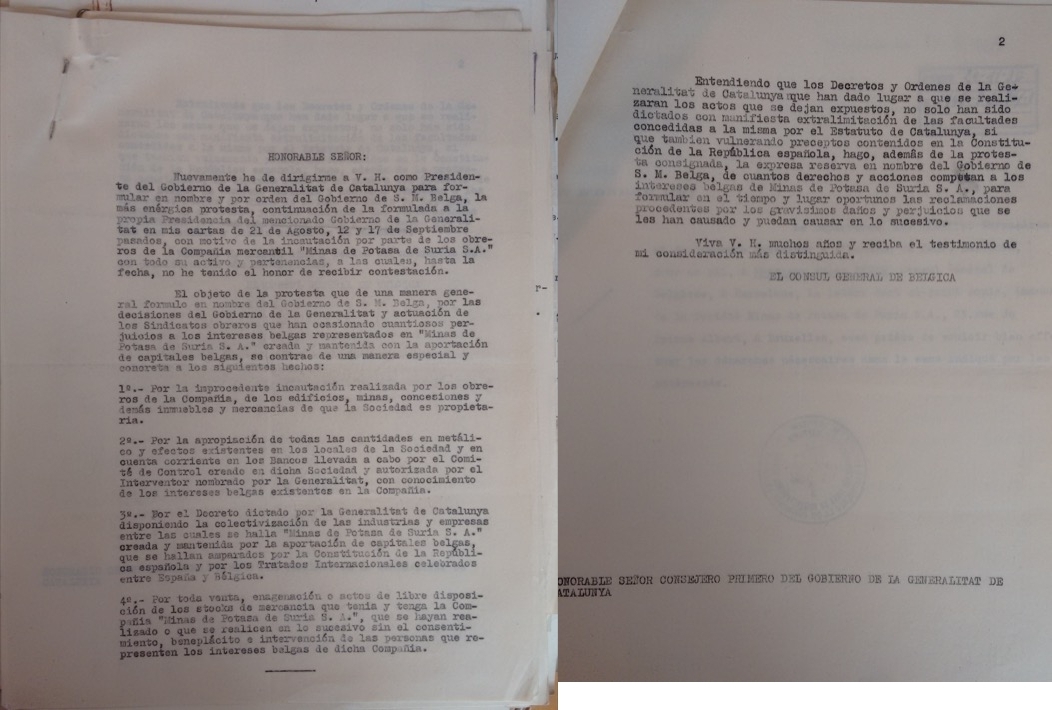 HONORABLE SEÑOR:
Nuevamente he de dirigirme a V. H. como Presiden-
te del Gobierno de la Generalitat de Catalunya para for-
mular en nombre y por orden del Gobierno de S. M. Belga, la
más enérgica protesta, continuación de la formulada a la
propia Presidencia del mencionado Gobierno de la Generali-
tat en mis cartas de 21 de Agosto, 12 y 17 de Septiembre
pasados, con motivo de la incautación por parte de los obre-
ros de la Compañia mercantil "Minas de Potasa de Suria S.A."
con todo su activo y pertenencias, a las cuales, hasta la
fecha, no he tenido el honor de recibir contestación.
El objeto de la protesta que de una manera gene-
ral formulo en nombre del Gobierno de S. M. Belga, por las
decisiones del Gobierno de la Generalitat y actuación de
los Sindicatos obreros que han ocasionado cuantiosos per-
juicios a los intereses belgas representados en "Minas de
Potasa de Suria S. A." creada y mantenida con la aportación
de capitales belgas, se contrae de una manera especial y
concreta a los siguientes hechos:
1º.- Por la improcedente incautación realizada por los obre-
ros de la Compañia, de los edificios, minas, concesiones y
demás inmuebles y mercancias de que la Sociedad es propieta-
ria.
2º.- Por la apropiación de todas las cantidades en metáli-
co y efectos existentes en los locales de la Sociedad y en
cuenta corriente en los Bancos llevada a cabo por el Comi-
té de Control creado en dicha Sociedad y autorizada por el
Interventor nombrado por la Generalitat, con conocimiento
de los intereses belgas existentes en la Compañia.
3º.- Por el Decreto dictado por la Generalitat de Catalunya
disponiendo la colectivización de las industrias y empresas
entre las cuales se halla "Minas de Potasa de Suria S. A."
creada y mantenida por la aportación de capitales belgas,
que se hallan amparados por la Constitución de la Repúbli-
ca española y por los Tratados Internacionales celebrados
entre España y Bélgica.
4º.- Por toda venta, enagenación o actos de libre disposi-
ción de los stocks de mercancia que tenia y tenga la Com-
pañia "Minas de Potasa de Suria S. A.", que se hayan rea-
lizado o que se realicen en lo sucesivo sin el consenti-
miento, beneplácito e intervención de las personas que re-
presenten los intereses belgas de dicha Compañia.
2
Entendiendo que los Decretos y Ordenes de la Ge-
neralitat de Catalunya que han dado lugar a que se reali-
zaran los actos que se dejan expuestos, no solo han sido
dictados con manifiesta extralimitación de las facultades
concedidas a la misma por el Estatuto de Catalunya, si
que tambien vulnerando preceptos contenidos en la Constitu-
ción de la República española, hago, además de la protes-
ta consignada, la expresa reserva en nombre del Gobierno de
S. M. Belga, de cuantos derechos y acciones competan a los
intereses belgas de Minas de Potasa de Suria S. A., para
formular en el tiempo y lugar oportunos las reclamaciones
procedentes por los gravisimos daños y perjuicios que se
les han causado y puedan causar en lo sucesivo.
Viva V. H. muchos años y reciba el testimonio de
mi consideración más distinguida.
EL CONSUL GENERAL DE BELGICA
ONORABLE SEÑOR CONSEJERO PRIMERO DEL GOBIERNO DE LA GENERALITAT DE
ATALUNYA